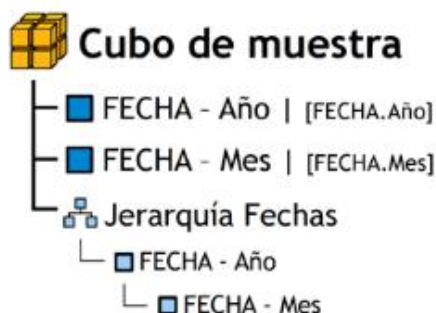 Cubo de muestra
FECHA - Año | [FECHA.Año]
FECHA - Mes | [FECHA.Mes]
Jerarquía Fechas
FECHA - Año
FECHA - Mes